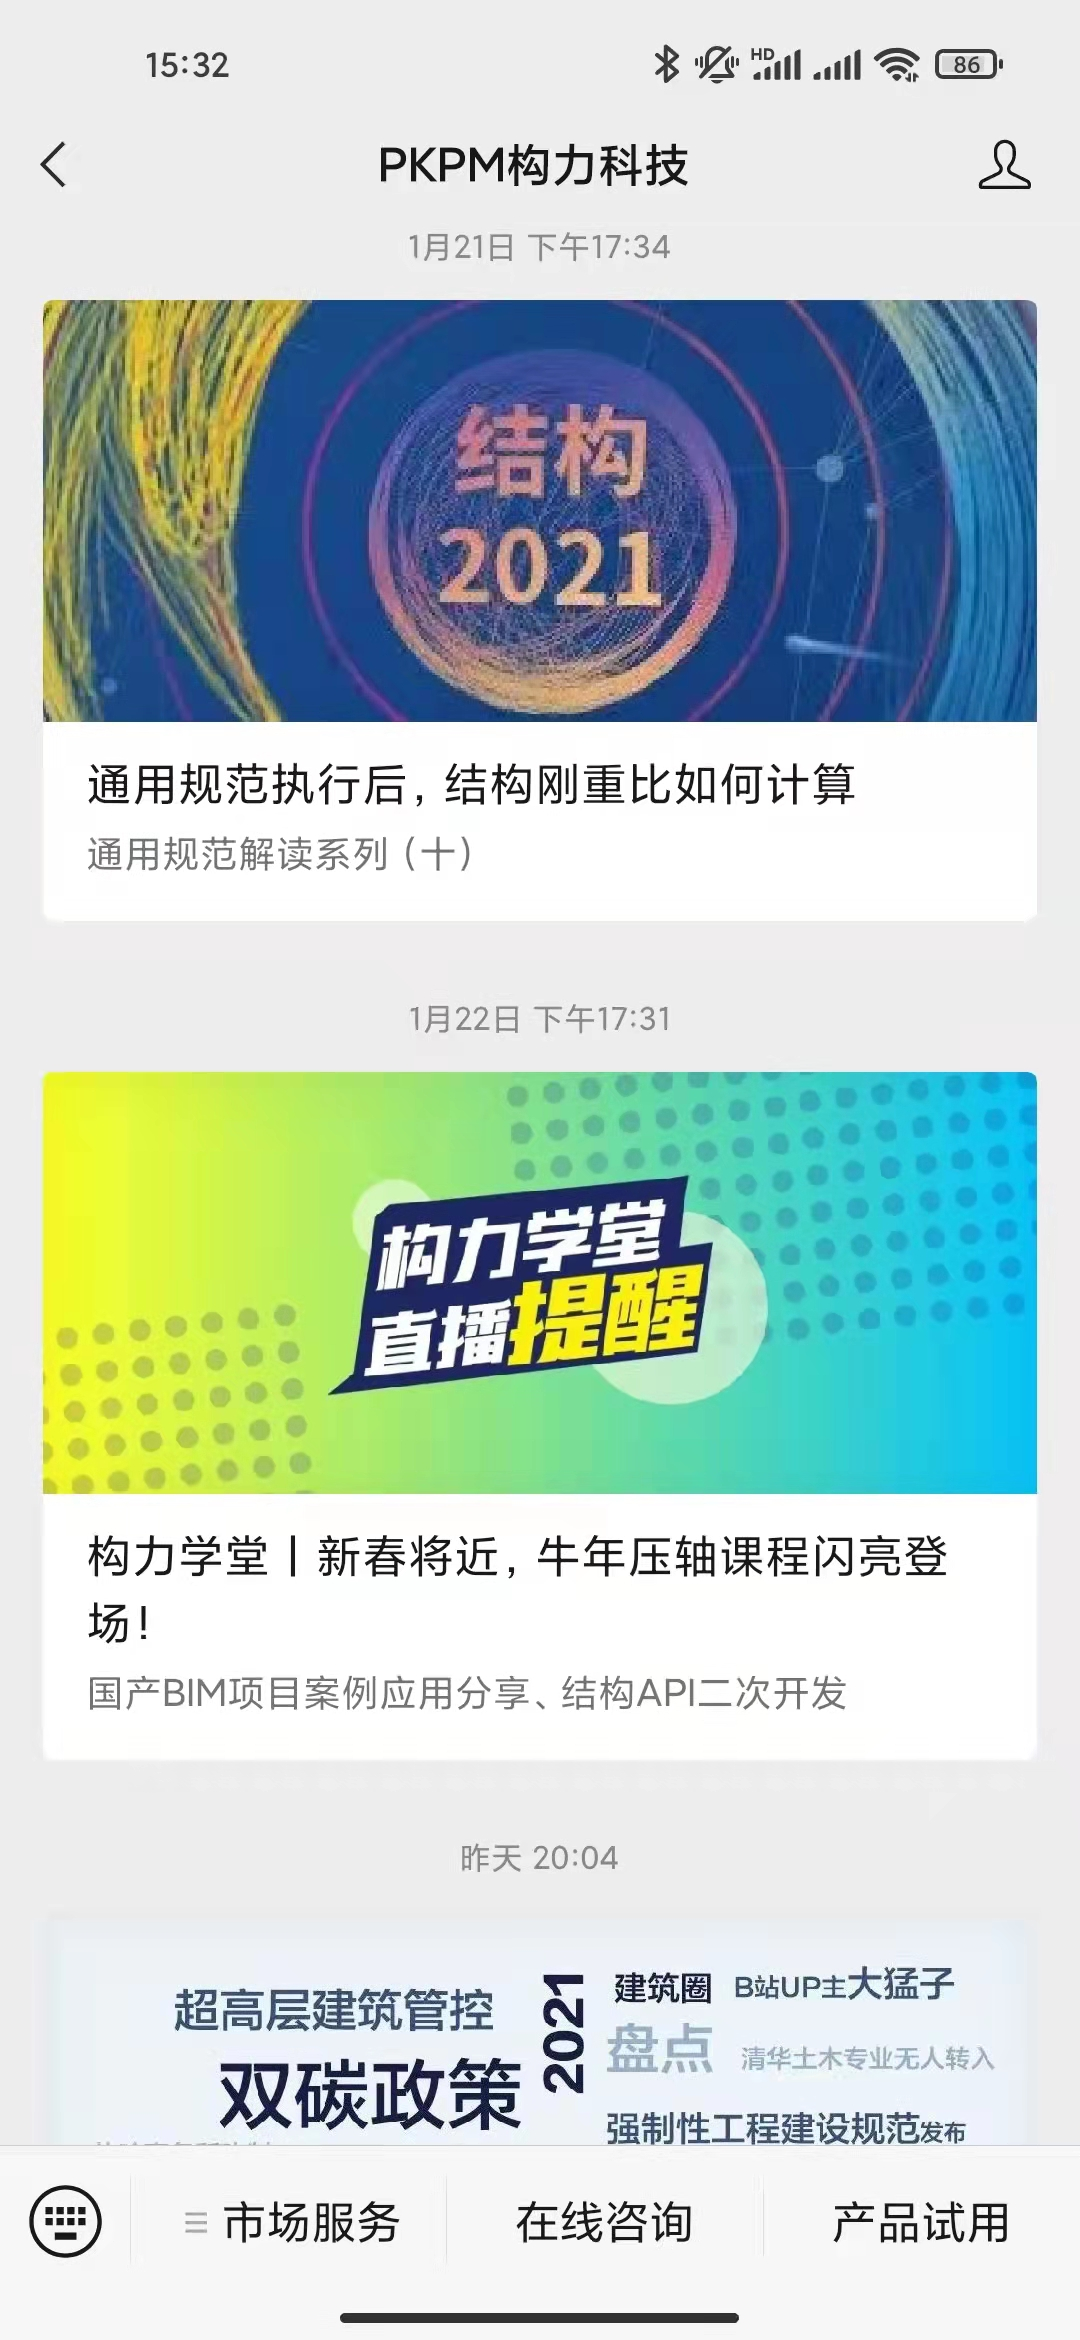 15:32
HD
86
PKPM构力科技
1月21日 下午17:34
结构
2021
通用规范执行后，结构刚重比如何计算
通用规范解读系列（十）
1月22日 下午17:31
构力学堂
直播提醒
构力学堂丨新春将近，牛年压轴课程闪亮登
场！
国产BIM项目案例应用分享、结构API二次开发
昨天 20:04
超高层建筑管控
双碳政策
2021
建筑圈
B站UP主大猛子
盘点
清华土木专业无人转入
强制性工程建设规范发布
市场服务
在线咨询
产品试用